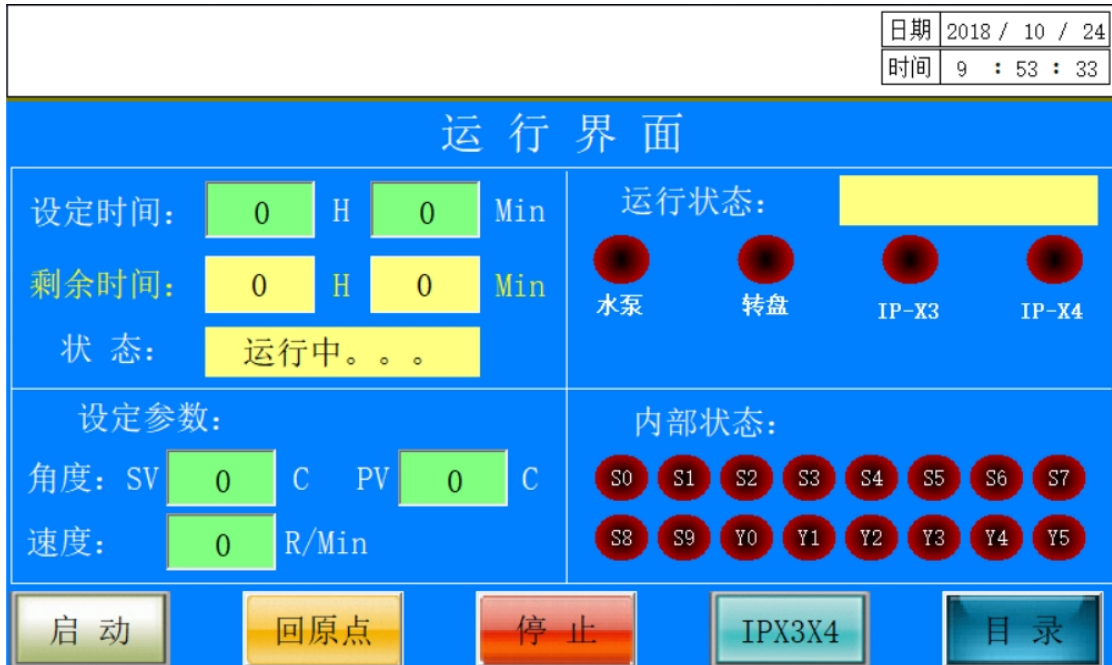 日期 2018 / 10 / 24
时间 9 : 53 : 33
运行界面
设定时间： 0 H 0 Min
剩余时间： 0 H 0 Min
状态： 运行中。。。
运行状态：
水泵 转盘 IP-X3 IP-X4
设定参数：
角度：SV 0 C PV 0 C
速度： 0 R/Min
内部状态：
S0 S1 S2 S3 S4 S5 S6 S7
S8 S9 Y0 Y1 Y2 Y3 Y4 Y5
启动 回原点 停止 IPX3X4 目录